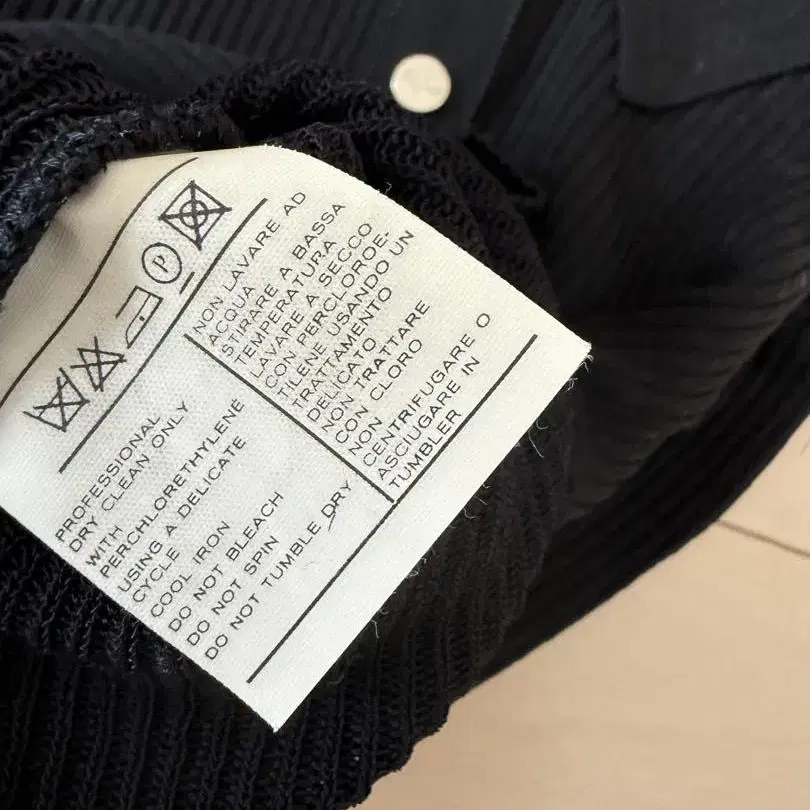 P
NON LAVARE AD
ACQUA
STIRARE A BASSA
TEMPERATURA
LAVARE A SECCO
CON PERCLOROE-
TILENE USANDO UN
TRATTAMENTO
DELICATO
NON TRATTARE
CON CLORO
NON
CENTRIFUGARE O
ASCIUGARE IN
TUMBLER
PROFESSIONAL
DRY CLEAN ONLY
WITH
PERCHLORETHYLENE
USING A DELICATE
CYCLE
COOL IRON
DO NOT BLEACH
DO NOT SPIN
DO NOT TUMBLE DRY